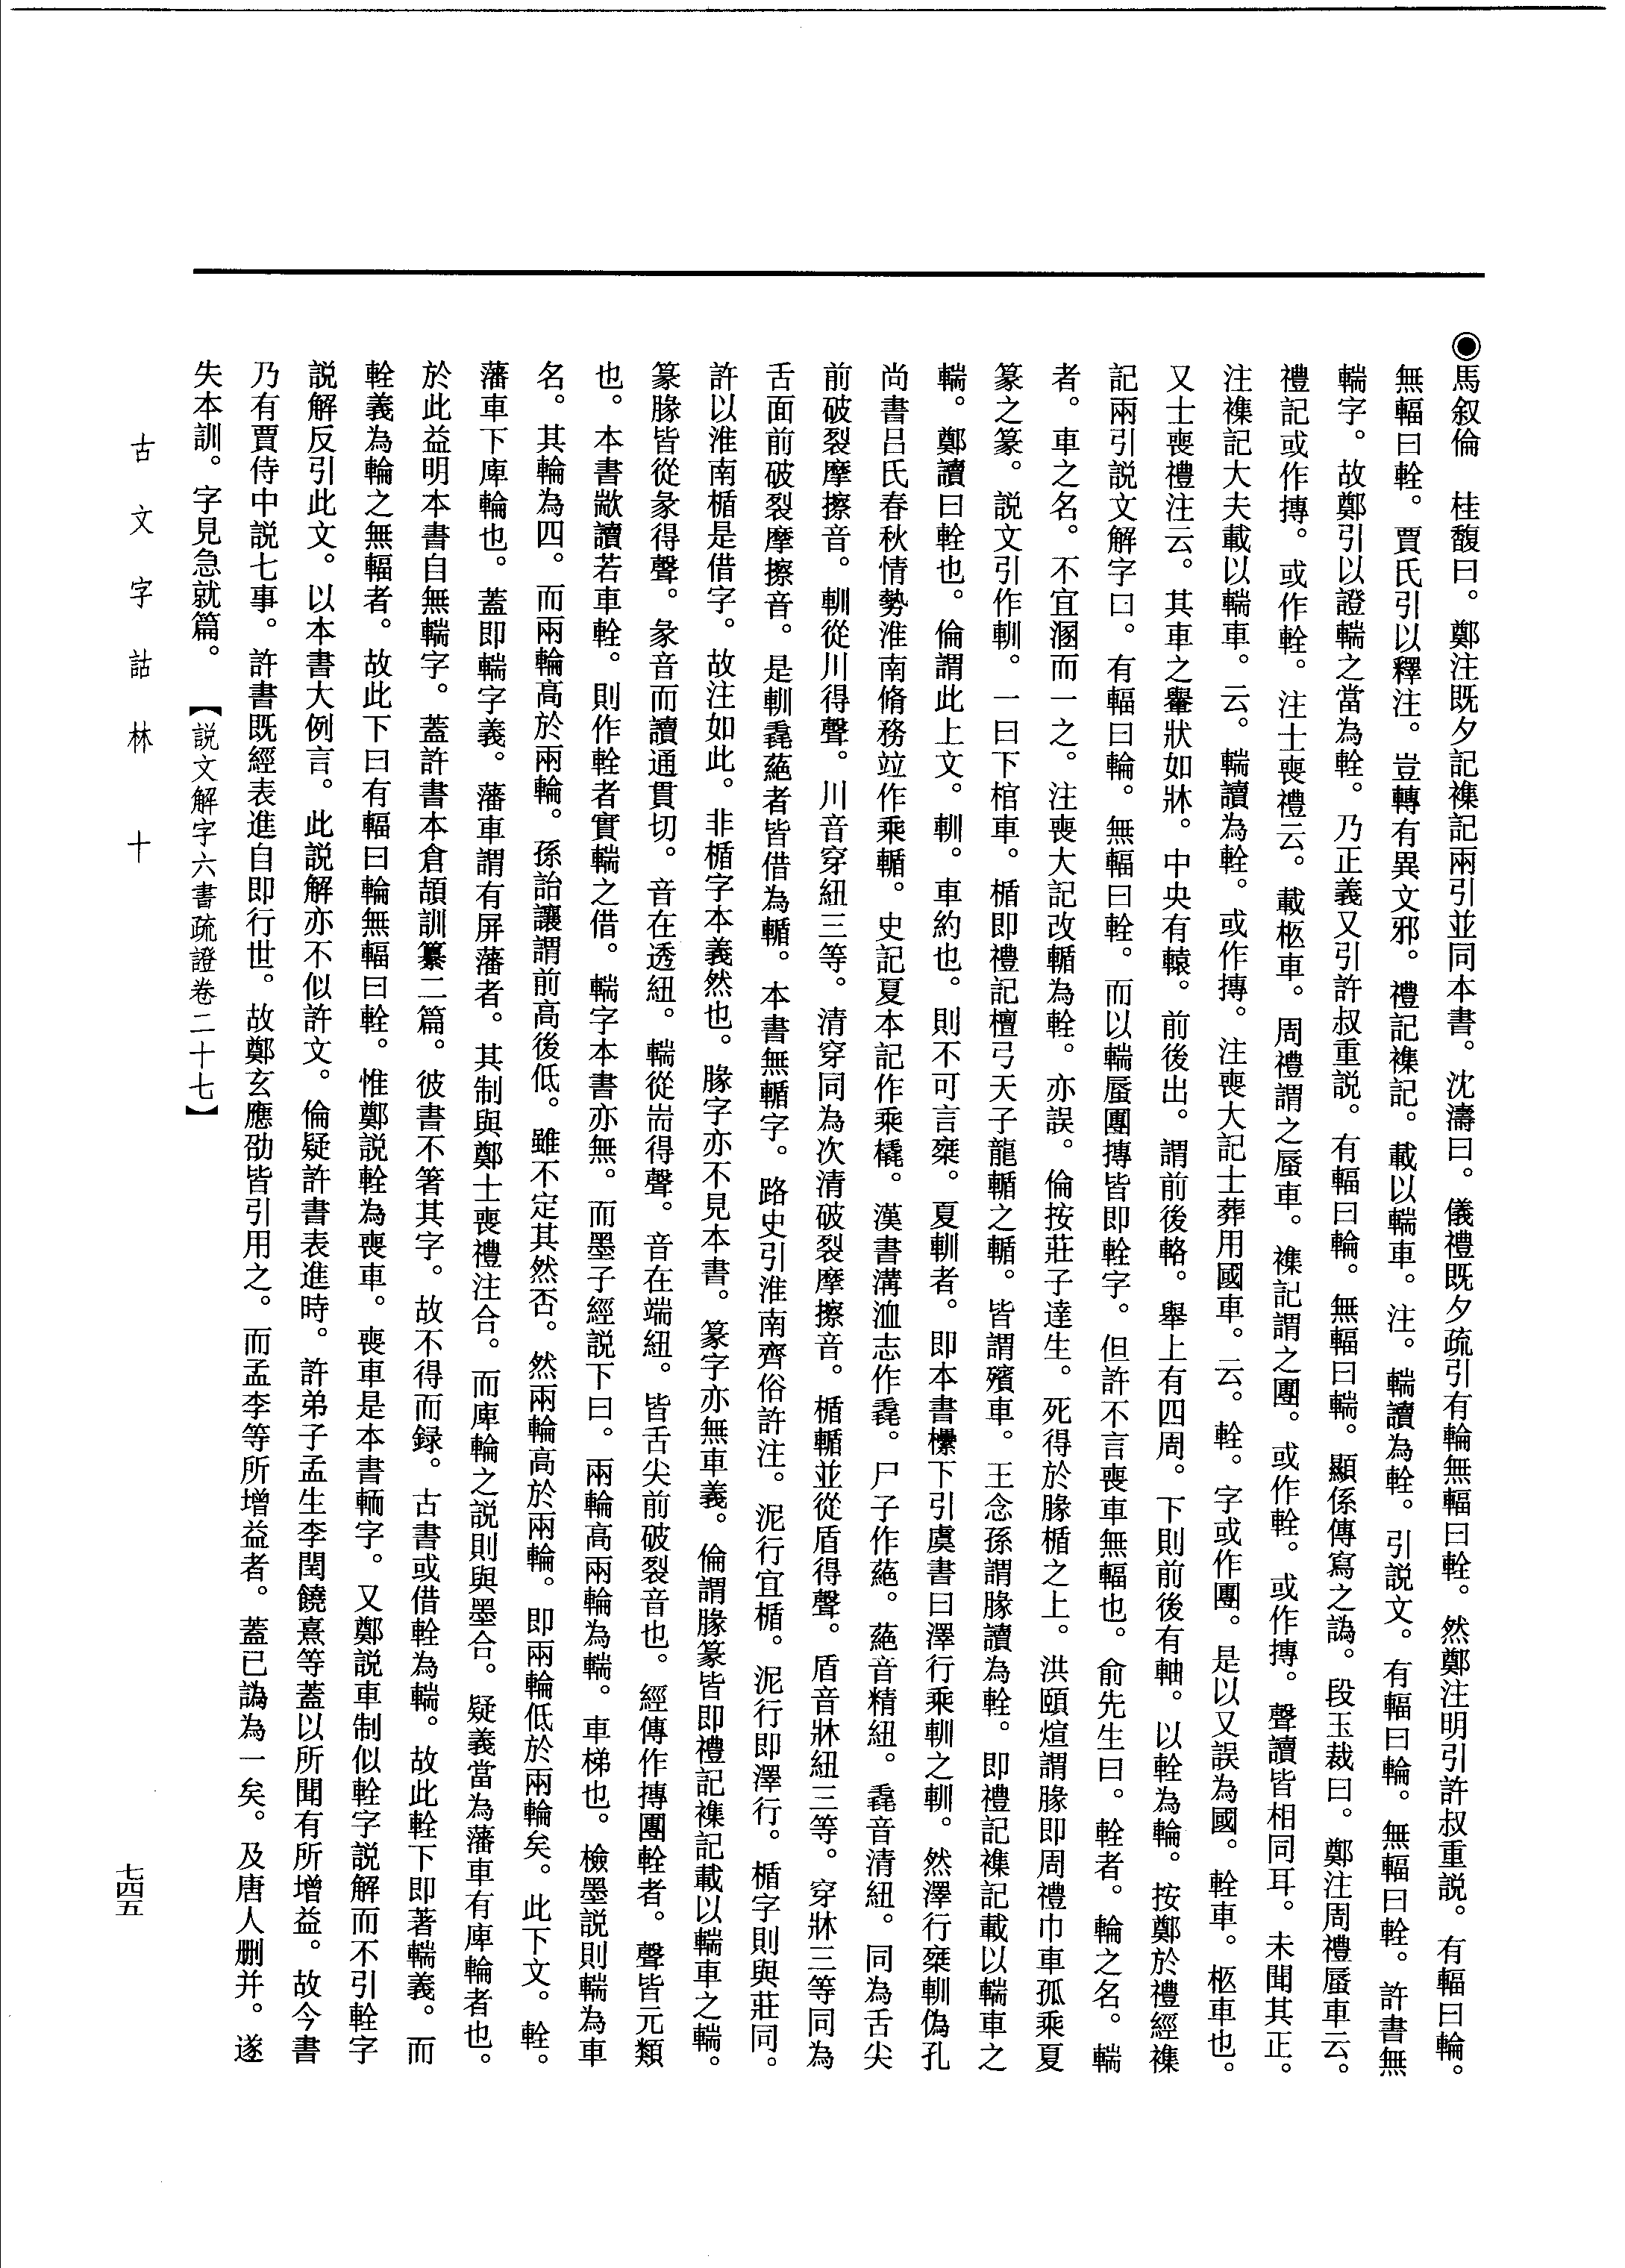 ◉馬叙倫　桂馥曰。鄭注既夕記襍記兩引並同本書。沈濤曰。儀禮既夕疏引有輪無輻曰輇。然鄭注明引許叔重説。有輻曰輪。
無輻曰輇。賈氏引以釋注。豈轉有異文邪。禮記襍記。載以輲車。注。輲讀為輇。引説文。有輻曰輪。無輻曰輇。許書無
輲字。故鄭引以證輲之當為輇。乃正義又引許叔重説。有輻曰輪。無輻曰輲。顯係傳寫之譌。段玉裁曰。鄭注周禮蜃車云。
禮記或作摶。或作輇。注士喪禮云。載柩車。周禮謂之蜃車。襍記謂之團。或作輇。或作摶。聲讀皆相同耳。未聞其正。
注襍記大夫載以輲車。云。輲讀為輇。或作摶。注喪大記士葬用國車。云。輇。字或作團。是以又誤為國。輇車。柩車也。
又士喪禮注云。其車之轝狀如牀。中央有轅。前後出。謂前後輅。舉上有四周。下則前後有軸。以輇為輪。按鄭於禮經襍
記兩引説文解字曰。有輻曰輪。無輻曰輇。而以輲蜃團摶皆即輇字。但許不言喪車無輻也。俞先生曰。輇者。輪之名。輲
者。車之名。不宜溷而一之。注喪大記改輴為輇。亦誤。倫按莊子達生。死得於腞楯之上。洪頤煊謂腞即周禮巾車孤乘夏
篆之篆。説文引作輴。一曰下棺車。楯即禮記檀弓天子龍輴之輴。皆謂殯車。王念孫謂腞讀為輇。即禮記襍記載以輲車之
輲。鄭讀曰輇也。倫謂此上文。軘。車約也。則不可言椉。夏軘者。即本書欙下引虞書曰澤行乘軘之軘。然澤行椉軘偽孔
尚書吕氏春秋情勢淮南脩務竝作乘輴。史記夏本記作乘橇。漢書溝洫志作毳。尸子作蕝。蕝音精紐。毳音清紐。同為舌尖
前破裂摩擦音。軘從川得聲。川音穿紐三等。清穿同為次清破裂摩擦音。楯輴並從盾得聲。盾音牀紐三等。穿牀三等同為
舌面前破裂摩擦音。是軘毳蕝者皆借為輴。本書無輴字。路史引淮南齊俗許注。泥行宜楯。泥行即澤行。楯字則與莊同。
許以淮南楯是借字。故注如此。非楯字本義然也。腞字亦不見本書。篆字亦無車義。倫謂腞篆皆即禮記襍記載以輲車之輲。
篆腞皆從彖得聲。彖音而讀通貫切。音在透紐。輲從耑得聲。音在端紐。皆舌尖前破裂音也。經傳作摶團輇者。聲皆元類
也。本書歂讀若車輇。則作輇者實輲之借。輲字本書亦無。而墨子經説下曰。兩輪高兩輪為輲。車梯也。檢墨説則輲為車
名。其輪為四。而兩輪高於兩輪。孫詒讓謂前高後低。雖不定其然否。然兩輪高於兩輪。即兩輪低於兩輪矣。此下文。輇。
藩車下庳輪也。蓋即輲字義。藩車謂有屏藩者。其制與鄭士喪禮注合。而庳輪之説則與墨合。疑義當為藩車有庳輪者也。
於此益明本書自無輲字。蓋許書本倉頡訓纂二篇。彼書不箸其字。故不得而録。古書或借輇為輲。故此輇下即著輲義。而
輇義為輪之無輻者。故此下曰有輻曰輪無輻曰輇。惟鄭説輇為喪車。喪車是本書輀字。又鄭説車制似輇字説解而不引輇字
説解反引此文。以本書大例言。此説解亦不似許文。倫疑許書表進時。許弟子孟生李閏饒熹等蓋以所聞有所增益。故今書
乃有賈侍中説七事。許書既經表進自即行世。故鄭玄應劭皆引用之。而孟李等所增益者。蓋已譌為一矣。及唐人删并。遂
失本訓。字見急就篇。　【説文解字六書疏證卷二十七】
古文字詁林　十
七四五